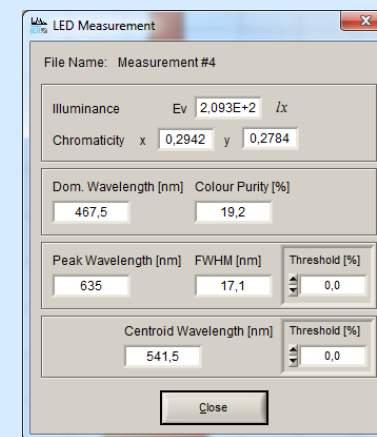 LED Measurement
File Name: Measurement #4
Illuminance Ev 2,093E+2 lx
Chromaticity x 0,2942 y 0,2784
Dom. Wavelength [nm] Colour Purity [%]
467,5 19,2
Peak Wavelength [nm] FWHM [nm] Threshold [%]
635 17,1 0,0
Centroid Wavelength [nm] Threshold [%]
541,5 0,0
Close